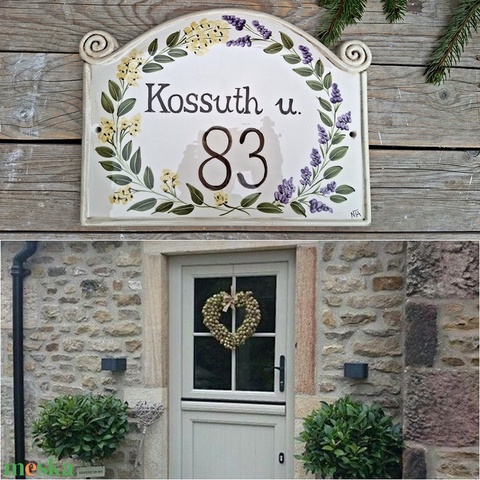 Kossuth u.
83
NA
meska